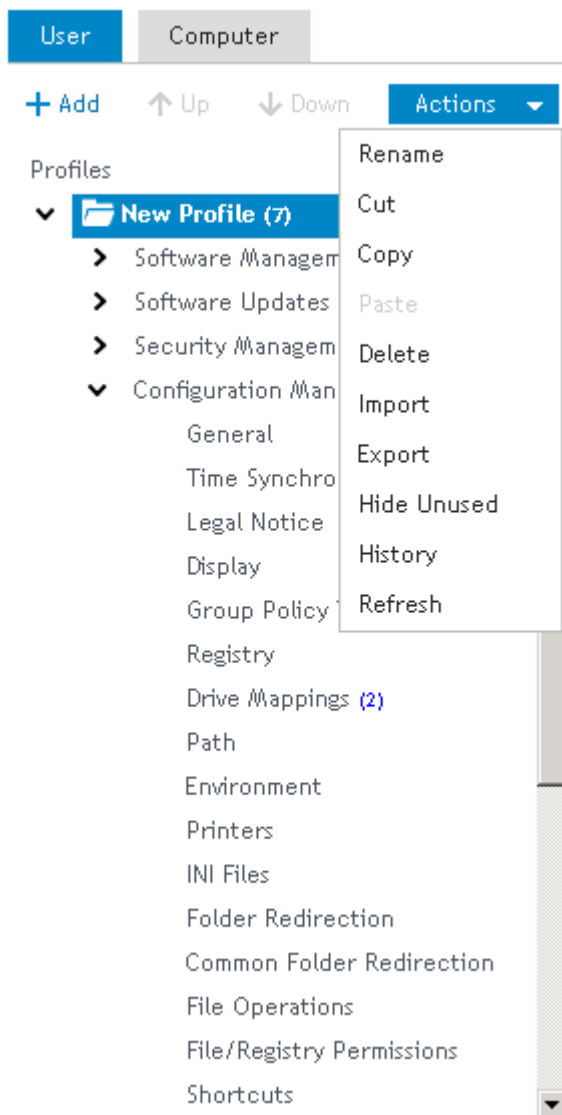 User Computer
Add Up Down Actions
Profiles
New Profile (7)
Software Managem
Software Updates
Security Managem
Configuration Man
General
Time Synchro
Legal Notice
Display
Group Policy
Registry
Drive Mappings (2)
Path
Environment
Printers
INI Files
Folder Redirection
Common Folder Redirection
File Operations
File/Registry Permissions
Shortcuts
Rename
Cut
Copy
Paste
Delete
Import
Export
Hide Unused
History
Refresh